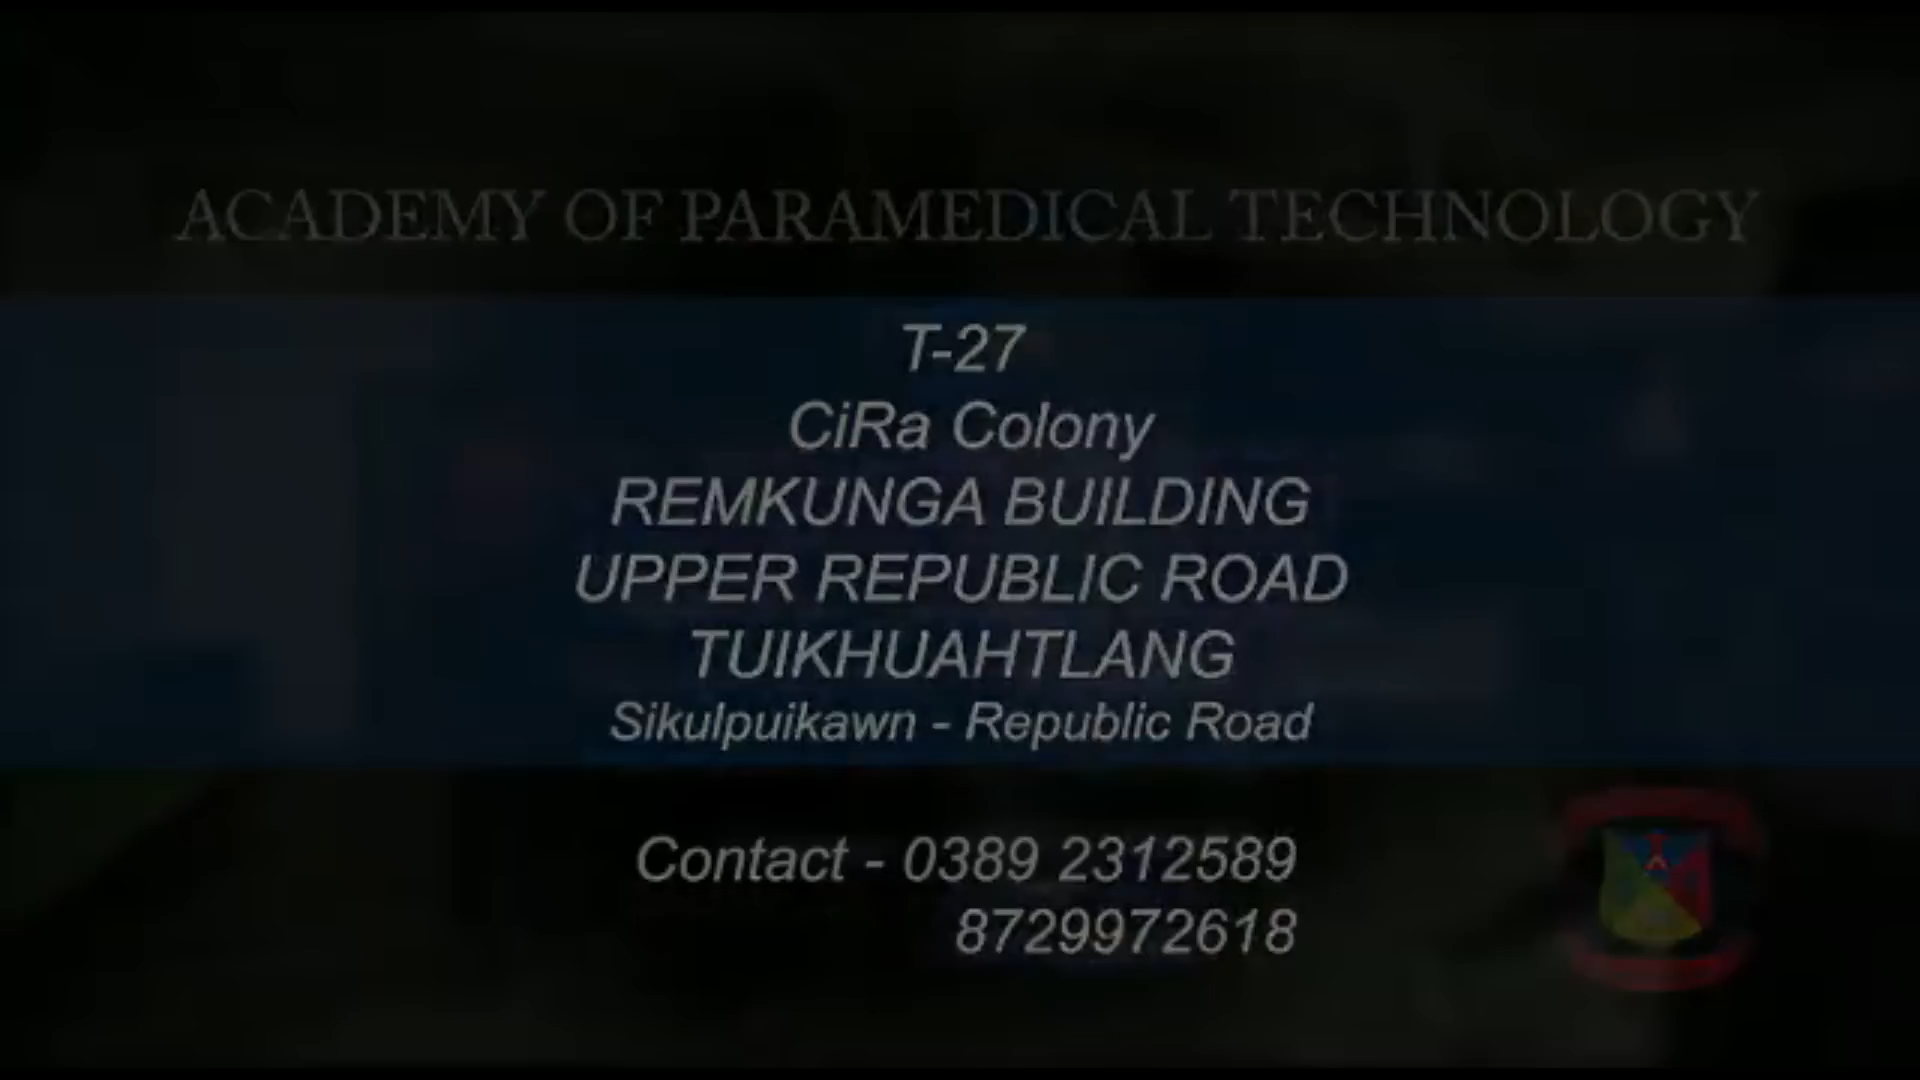 ACADEMY OF PARAMEDICAL TECHNOLOGY
T-27
CiRa Colony
REMKUNGA BUILDING
UPPER REPUBLIC ROAD
TUIKHUAHTLANG
Sikulpuikawn - Republic Road
Contact - 0389 2312589
8729972618